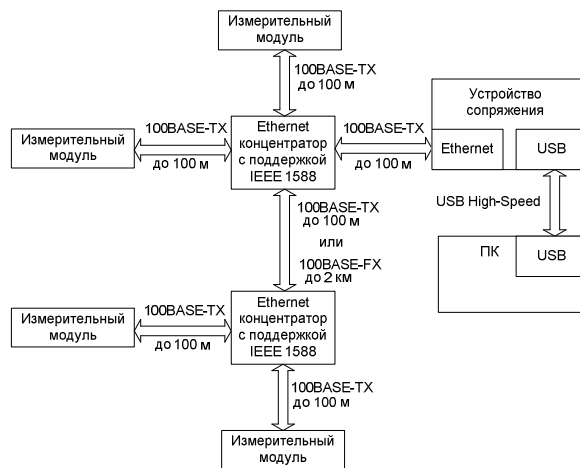 Измерительный
модуль
100BASE-TX
до 100 м
Устройство
сопряжения
Ethernet
USB
Измерительный
модуль
100BASE-TX
до 100 м
Ethernet
концентратор
с поддержкой
IEEE 1588
100BASE-TX
до 100 м
USB High-Speed
ПК
USB
100BASE-TX
до 100 м
или
100BASE-FX
до 2 км
Измерительный
модуль
100BASE-TX
до 100 м
Ethernet
концентратор
с поддержкой
IEEE 1588
100BASE-TX
до 100 м
Измерительный
модуль